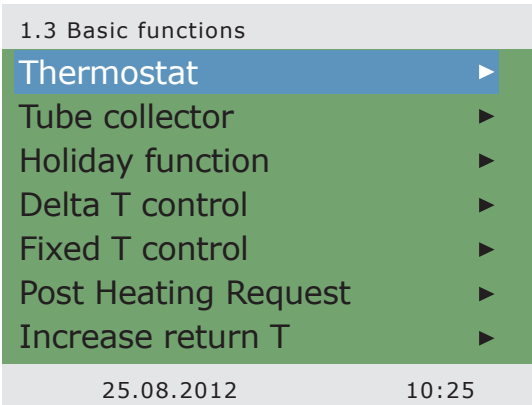 1.3 Basic functions
Thermostat
Tube collector
Holiday function
Delta T control
Fixed T control
Post Heating Request
Increase return T
25.08.2012 10:25